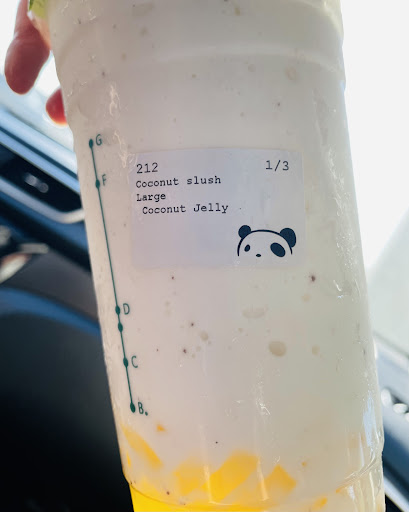 212 1/3
Coconut slush
Large
Coconut Jelly
G
F
D
C
B.